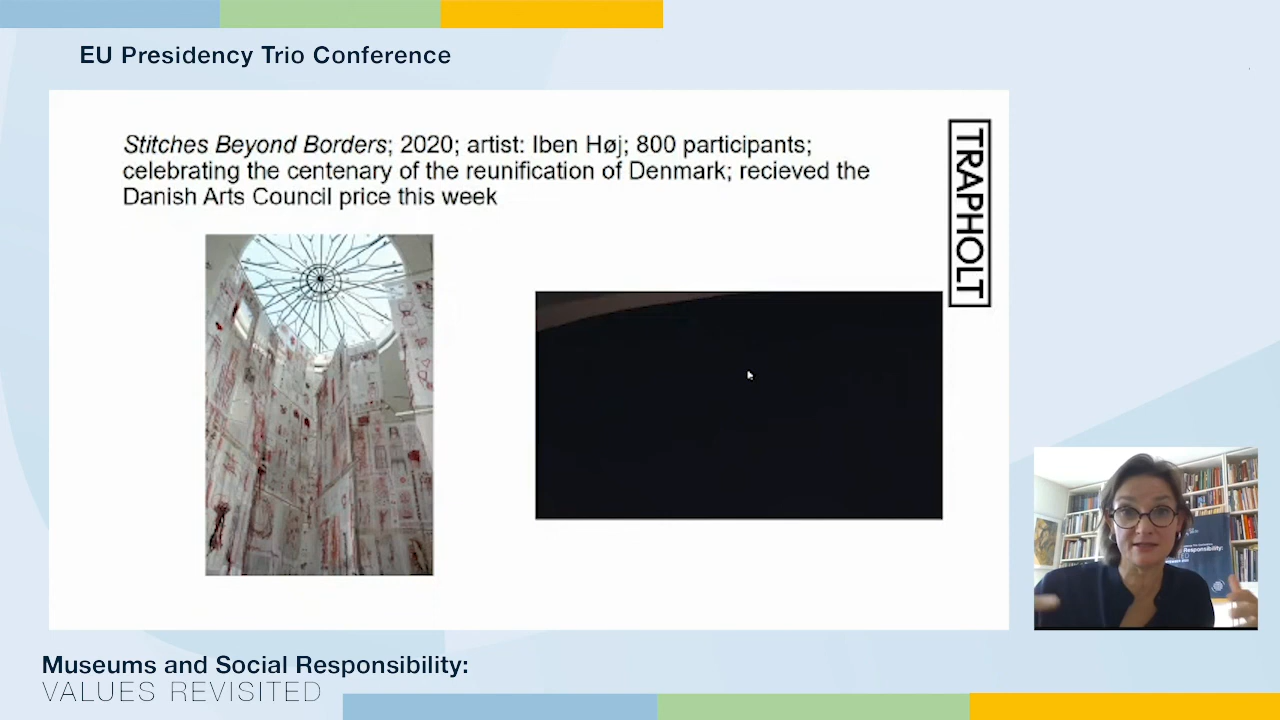 EU Presidency Trio Conference
Stitches Beyond Borders; 2020; artist: Iben Høj; 800 participants;
celebrating the centenary of the reunification of Denmark; recieved the
Danish Arts Council price this week
TRAPHOLT
Responsibility:
Museums and Social Responsibility:
VALUES REVISITED